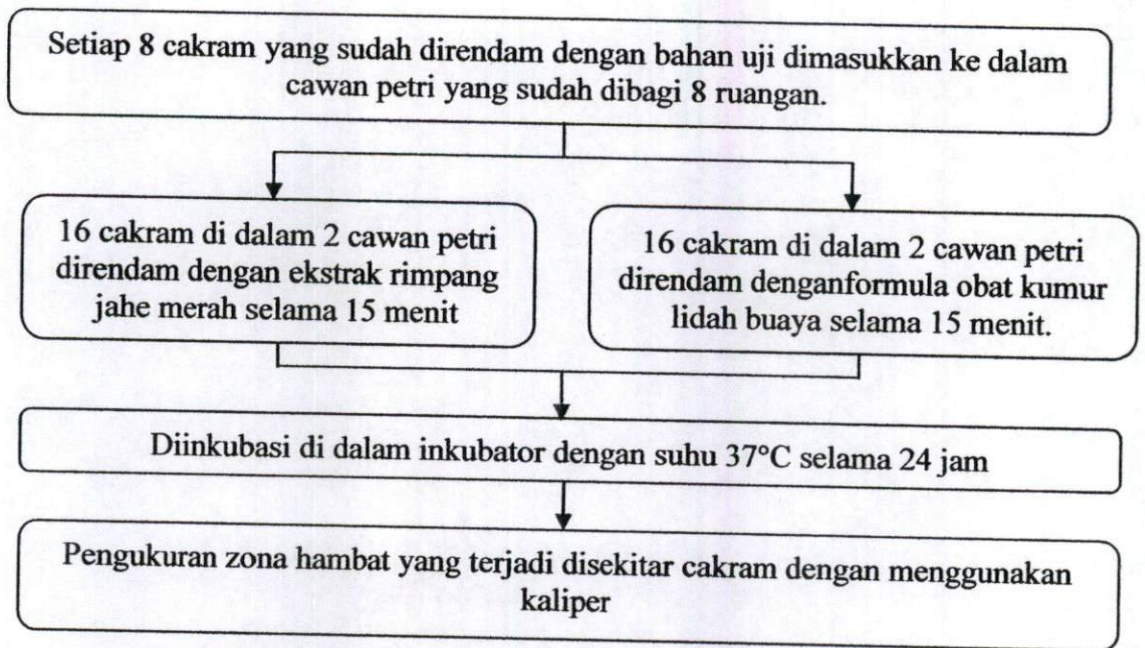 Setiap 8 cakram yang sudah direndam dengan bahan uji dimasukkan ke dalam
cawan petri yang sudah dibagi 8 ruangan.
16 cakram di dalam 2 cawan petri
direndam dengan ekstrak rimpang
jahe merah selama 15 menit
16 cakram di dalam 2 cawan petri
direndam denganformula obat kumur
lidah buaya selama 15 menit.
Diinkubasi di dalam inkubator dengan suhu 37°C selama 24 jam
Pengukuran zona hambat yang terjadi disekitar cakram dengan menggunakan
kaliper